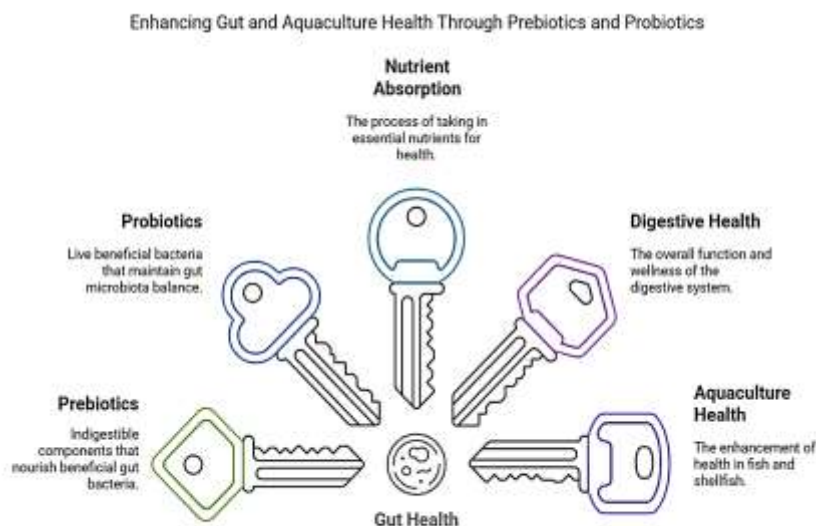 Enhancing Gut and Aquaculture Health Through Prebiotics and Probiotics
Nutrient
Absorption
The process of taking in
essential nutrients for
health.
Probiotics
Live beneficial bacteria
that maintain gut
microbiota balance.
Digestive Health
The overall function and
wellness of the
digestive system.
Prebiotics
Indigestible
components that
nourish beneficial gut
bacteria.
Aquaculture
Health
The enhancement of
health in fish and
shellfish.
Gut Health